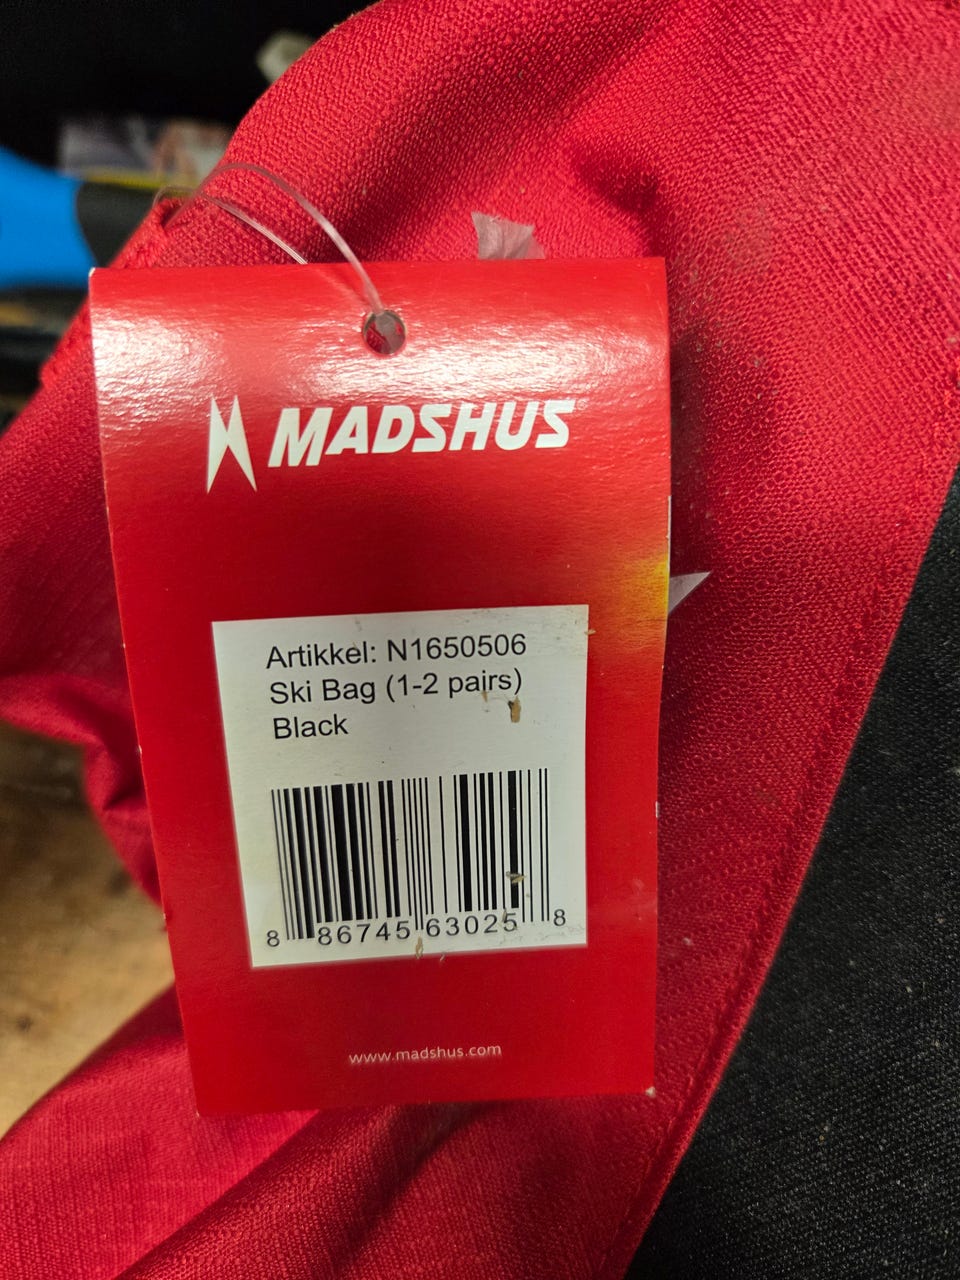 MADSHUS
Artikkel: N1650506
Ski Bag (1-2 pairs)
Black
8 86745 63025 8
www.madshus.com